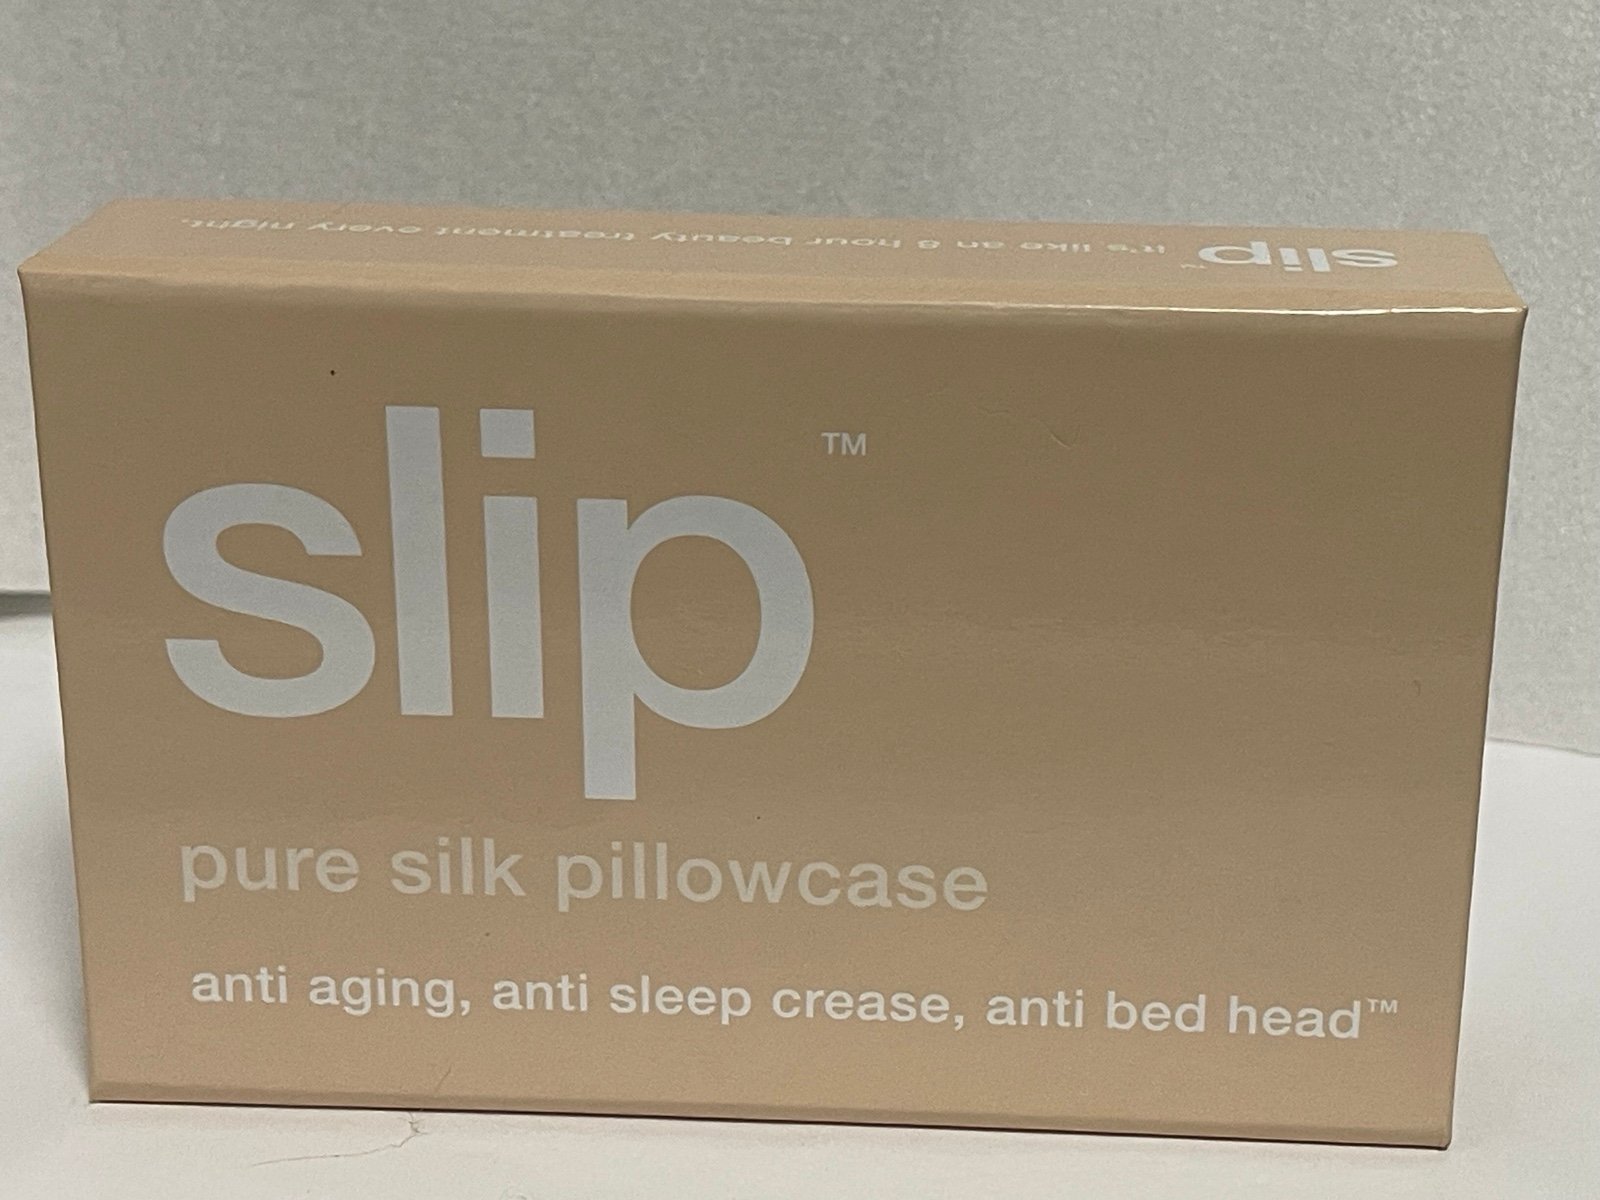 slip™ it's like an 8 hour beauty treatment every night.
slip™
pure silk pillowcase
anti aging, anti sleep crease, anti bed head™